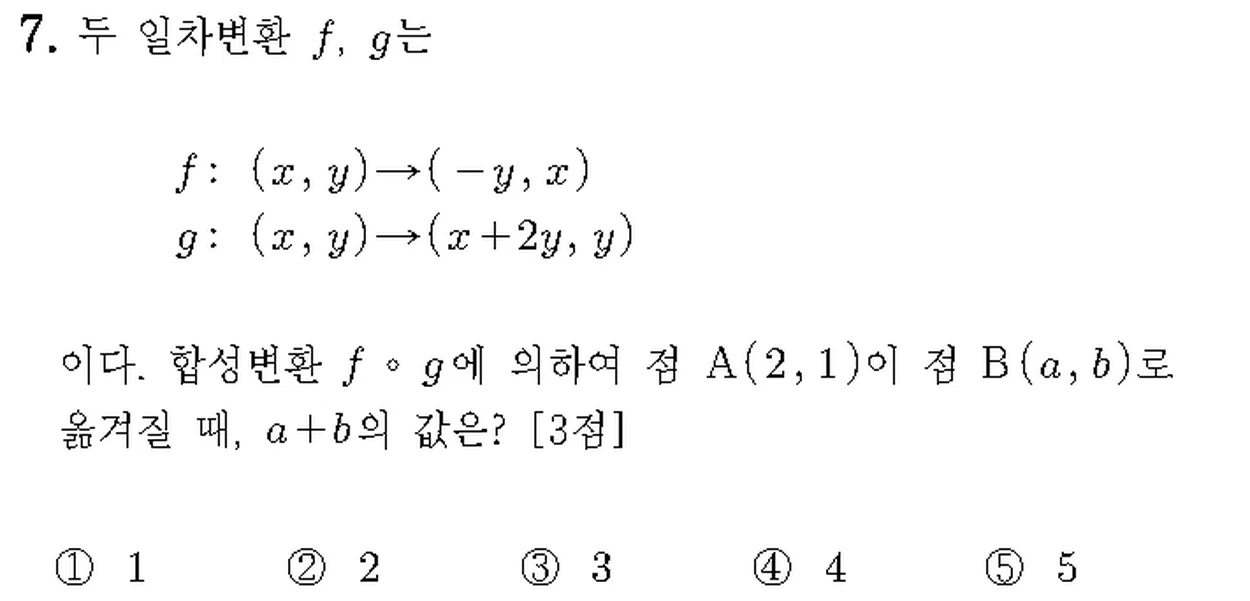 7. 두 일차변환 f, g는
f : (x, y)→(−y, x)
g : (x, y)→(x+2y, y)
이다. 합성변환 f ∘ g에 의하여 점 A(2, 1)이 점 B(a, b)로
옮겨질 때, a+b의 값은? [3점]
① 1 ② 2 ③ 3 ④ 4 ⑤ 5